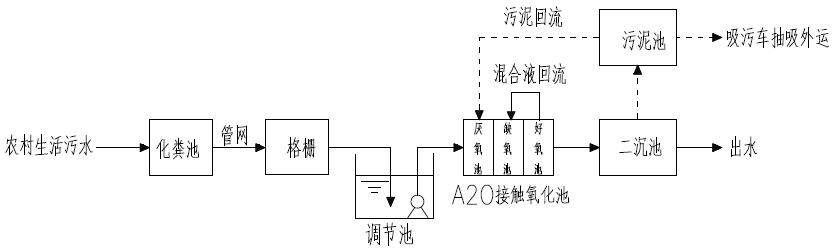 污泥回流
污泥池
吸污车抽吸外运
混合液回流
农村生活污水
化粪池
管网
格栅
厌氧池
缺氧池
好氧池
二沉池
出水
A2O接触氧化池
调节池